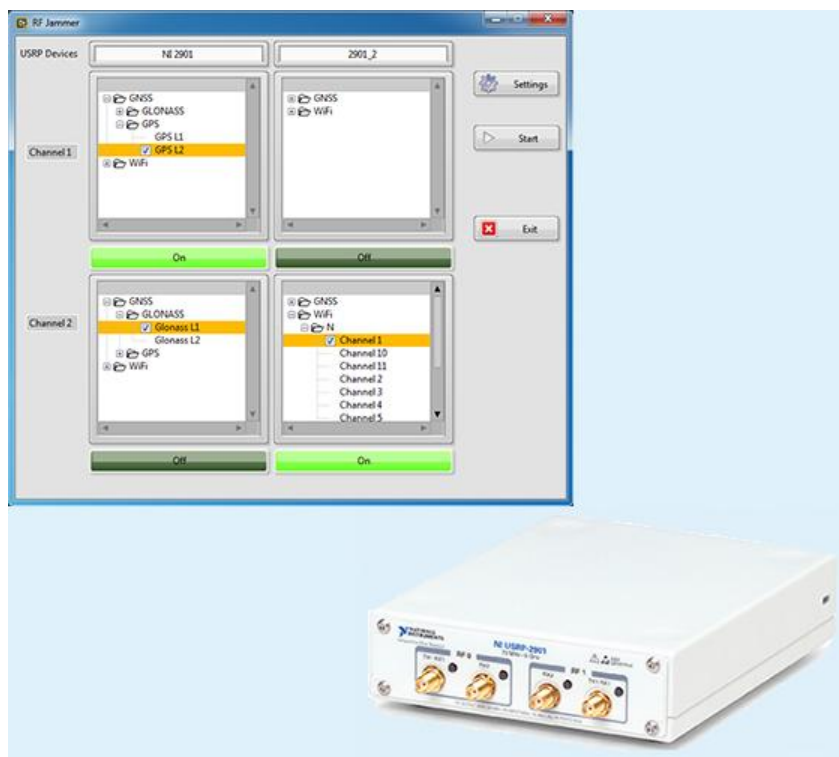 RF Jammer
USRP Devices
NI 2901
2901_2
Settings
Start
Exit
Channel 1
GNSS
GLONASS
GPS
GPS L1
GPS L2
WiFi
GNSS
WiFi
On
Off
Channel 2
GNSS
GLONASS
Glonass L1
Glonass L2
GPS
WiFi
GNSS
WiFi
N
Channel 1
Channel 10
Channel 11
Channel 2
Channel 3
Channel 4
Channel 5
Off
On
NATIONAL
INSTRUMENTS
NI USRP-2901
RF 0
RF 1